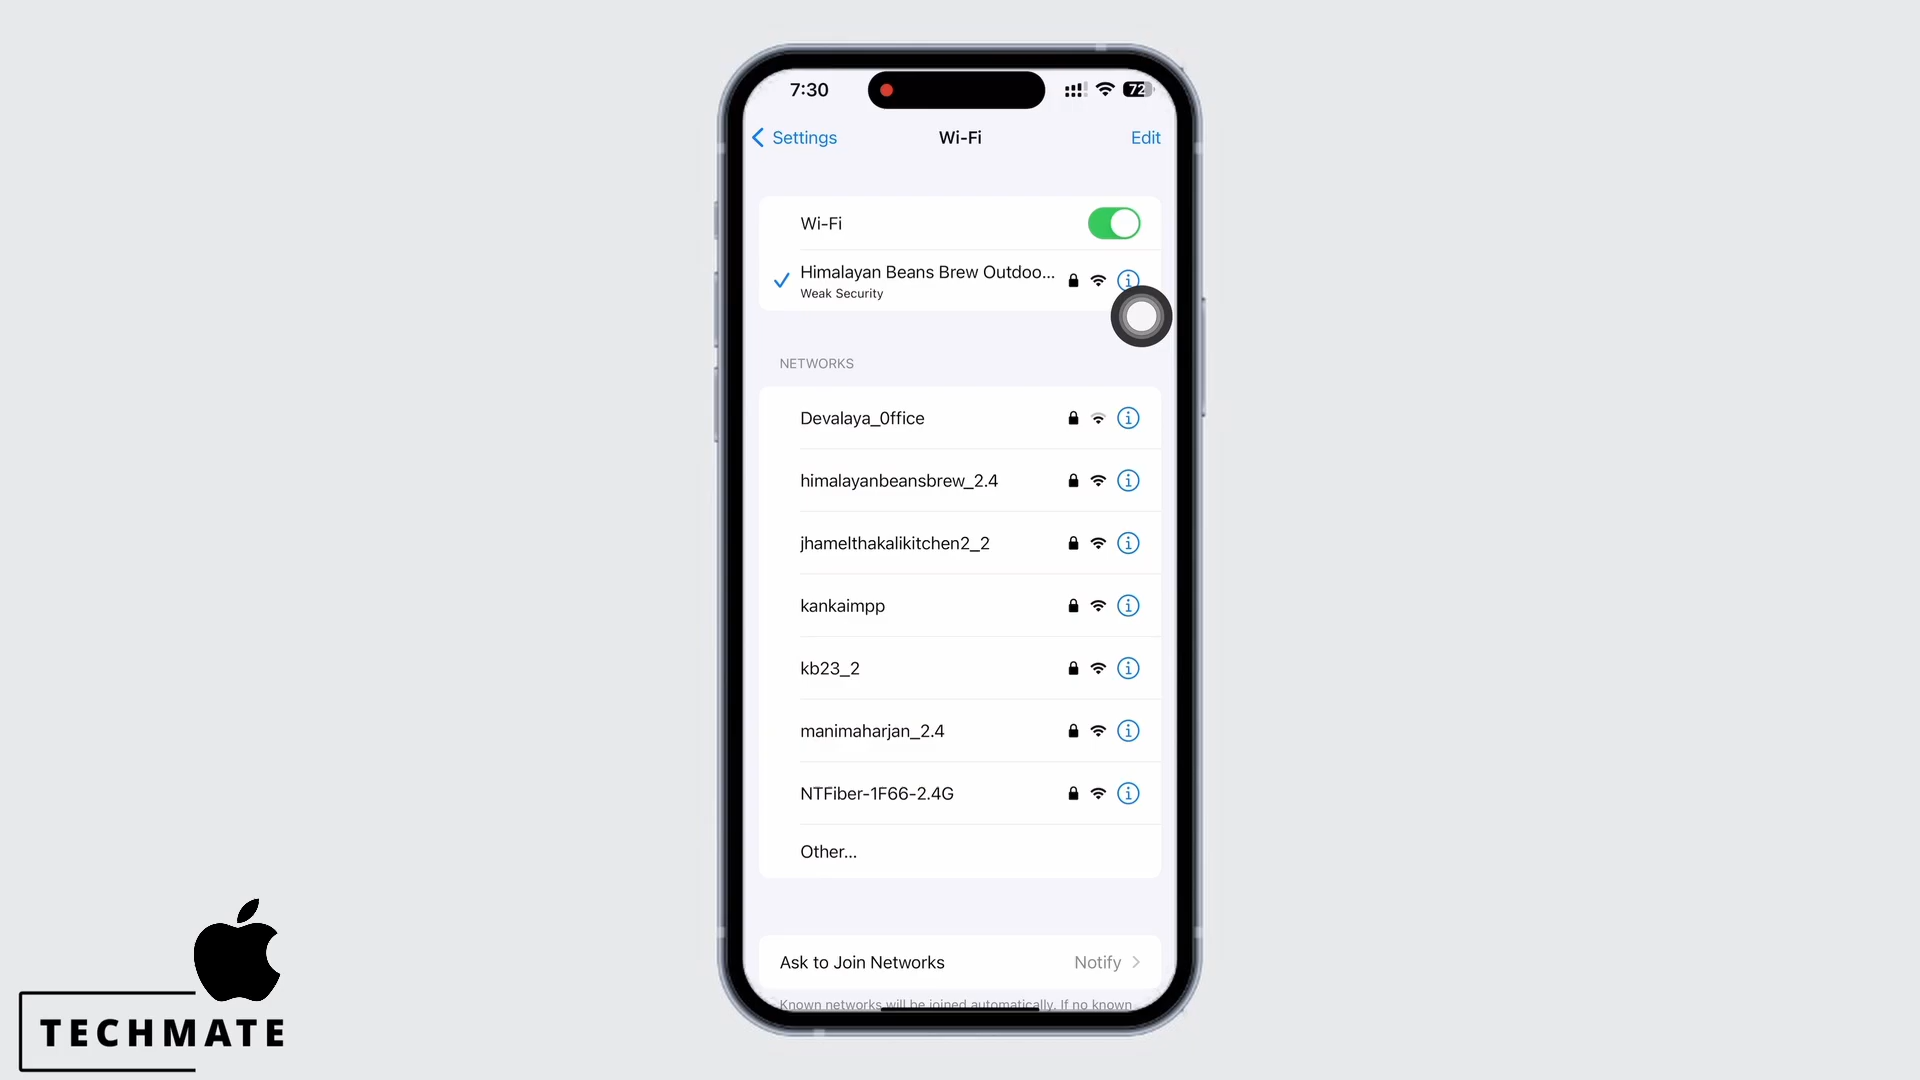 7:30
72
Settings
Wi-Fi
Edit
Wi-Fi
Himalayan Beans Brew Outdoo...
Weak Security
NETWORKS
Devalaya_0ffice
himalayanbeansbrew_2.4
jhamelthakalikitchen2_2
kankaimpp
kb23_2
manimaharjan_2.4
NTFiber-1F66-2.4G
Other...
Ask to Join Networks
Notify
Known networks will be joined automatically. If no known
TECHMATE